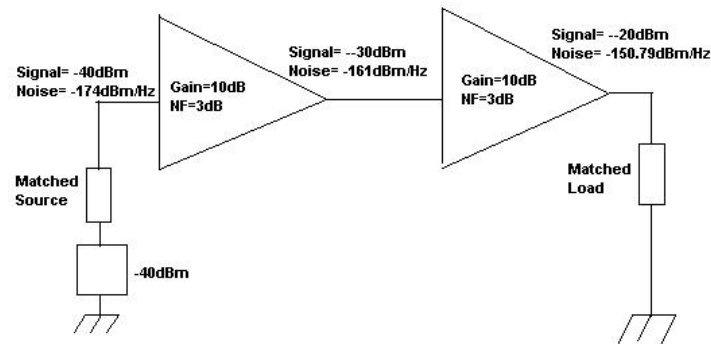 Signal= -40dBm
Noise= -174dBm/Hz
Gain=10dB
NF=3dB
Signal= --30dBm
Noise= -161dBm/Hz
Gain=10dB
NF=3dB
Signal= --20dBm
Noise= -150.79dBm/Hz
Matched
Source
-40dBm
Matched
Load